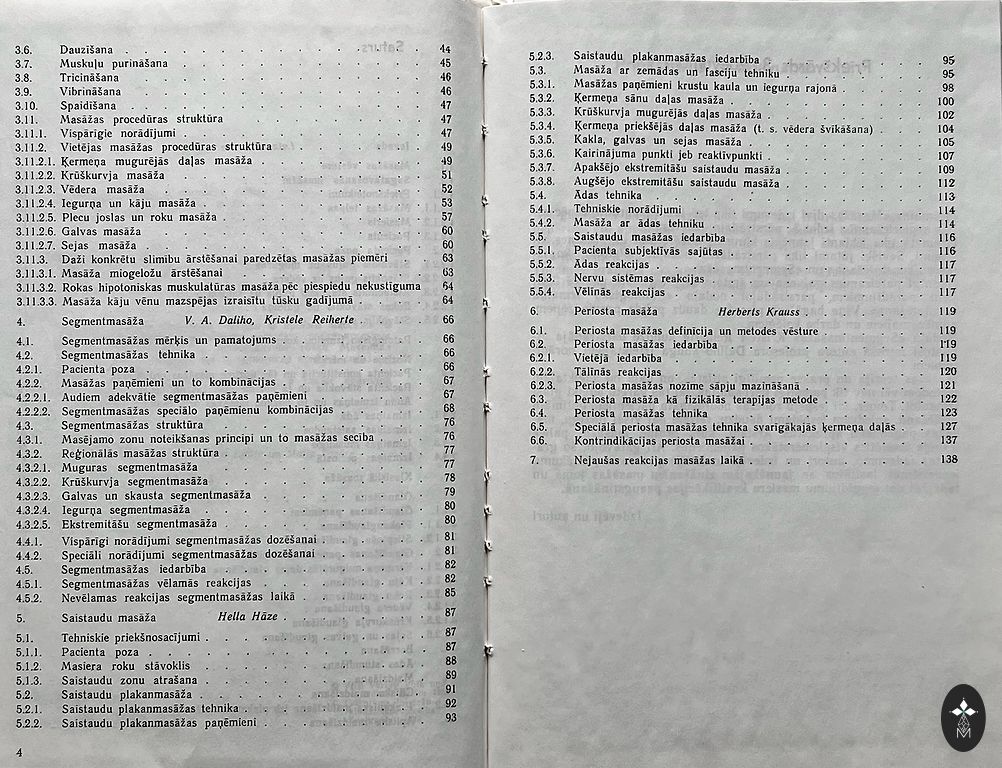 3.6. Dauzīšana . . . 44
3.7. Muskuļu purināšana . . . 45
3.8. Tricināšana . . . 46
3.9. Vibrināšana . . . 46
3.10. Spaidīšana . . . 47
3.11. Masāžas procedūras struktūra . . . 47
3.11.1. Vispārīgie norādījumi . . . 47
3.11.2. Vietējas masāžas procedūras struktūra . . . 49
3.11.2.1. Ķermeņa mugurējās daļas masāža . . . 49
3.11.2.2. Krūškurvja masāža . . . 51
3.11.2.3. Vēdera masāža . . . 52
3.11.2.4. Iegurņa un kāju masāža . . . 53
3.11.2.5. Plecu joslas un roku masāža . . . 57
3.11.2.6. Galvas masāža . . . 60
3.11.2.7. Sejas masāža . . . 60
3.11.3. Daži konkrētu slimību ārstēšanai paredzētas masāžas piemēri 63
3.11.3.1. Masāža miogeložu ārstēšanai . . . 63
3.11.3.2. Rokas hipotoniskas muskulatūras masāža pēc piespiedu nekustīguma 64
3.11.3.3. Masāža kāju vēnu mazspējas izraisītu tūsku gadījumā . . . 64
4. Segmentmasāža V. A. Daliho, Kristele Reiherte . . . 66
4.1. Segmentmasāžas mērķis un pamatojums . . . 66
4.2. Segmentmasāžas tehnika . . . 66
4.2.1. Pacienta poza . . . 66
4.2.2. Masāžas paņēmieni un to kombinācijas . . . 67
4.2.2.1. Audiem adekvātie segmentmasāžas paņēmieni . . . 67
4.2.2.2. Segmentmasāžas speciālo paņēmienu kombinācijas . . . 68
4.3. Segmentmasāžas struktūra . . . 76
4.3.1. Masējamo zonu noteikšanas principi un to masāžas secība . . . 76
4.3.2. Reģionālās masāžas struktūra . . . 77
4.3.2.1. Muguras segmentmasāža . . . 77
4.3.2.2. Krūškurvja segmentmasāža . . . 78
4.3.2.3. Galvas un skausta segmentmasāža . . . 79
4.3.2.4. Iegurņa segmentmasāža . . . 80
4.3.2.5. Ekstremitāšu segmentmasāža . . . 80
4.4.1. Vispārīgi norādījumi segmentmasāžas dozēšanai . . . 81
4.4.2. Speciāli norādījumi segmentmasāžas dozēšanai . . . 81
4.5. Segmentmasāžas iedarbība . . . 82
4.5.1. Segmentmasāžas vēlamās reakcijas . . . 82
4.5.2. Nevēlamas reakcijas segmentmasāžas laikā . . . 85
5. Saistaudu masāža Hella Hāze . . . 87
5.1. Tehniskie priekšnosacījumi . . . 87
5.1.1. Pacienta poza . . . 87
5.1.2. Masiera roku stāvoklis . . . 88
5.1.3. Saistaudu zonu atrašana . . . 89
5.2. Saistaudu plakanmasāža . . . 91
5.2.1. Saistaudu plakanmasāžas tehnika . . . 92
5.2.2. Saistaudu plakanmasāžas paņēmieni . . . 93
4
5.2.3. Saistaudu plakanmasāžas iedarbība . . . 95
5.3. Masāža ar zemādas un fasciju tehniku . . . 95
5.3.1. Masāžas paņēmieni krustu kaula un iegurņa rajonā . . . 98
5.3.2. Ķermeņa sānu daļas masāža . . . 100
5.3.3. Krūškurvja mugurējās daļas masāža . . . 102
5.3.4. Ķermeņa priekšējās daļas masāža (t. s. vēdera švīkāšana) . . . 104
5.3.5. Kakla, galvas un sejas masāža . . . 105
5.3.6. Kairinājuma punkti jeb reaktīvpunkti . . . 107
5.3.7. Apakšējo ekstremitāšu saistaudu masāža . . . 109
5.3.8. Augšējo ekstremitāšu saistaudu masāža . . . 112
5.4. Ādas tehnika . . . 113
5.4.1. Tehniskie norādījumi . . . 114
5.4.2. Masāža ar ādas tehniku . . . 114
5.5. Saistaudu masāžas iedarbība . . . 116
5.5.1. Pacienta subjektīvās sajūtas . . . 116
5.5.2. Ādas reakcijas . . . 117
5.5.3. Nervu sistēmas reakcijas . . . 117
5.5.4. Vēlīnās reakcijas . . . 117
6. Periosta masāža Herberts Krauss . . . 119
6.1. Periosta masāžas definīcija un metodes vēsture . . . 119
6.2. Periosta masāžas iedarbība . . . 119
6.2.1. Vietējā iedarbība . . . 119
6.2.2. Tālīnās reakcijas . . . 120
6.2.3. Periosta masāžas nozīme sāpju mazināšanā . . . 121
6.3. Periosta masāža kā fizikālās terapijas metode . . . 122
6.4. Periosta masāžas tehnika . . . 123
6.5. Speciālā periosta masāžas tehnika svarīgākajās ķermeņa daļās . . . 127
6.6. Kontrindikācijas periosta masāžai . . . 137
7. Nejaušas reakcijas masāžas laikā . . . 138
M